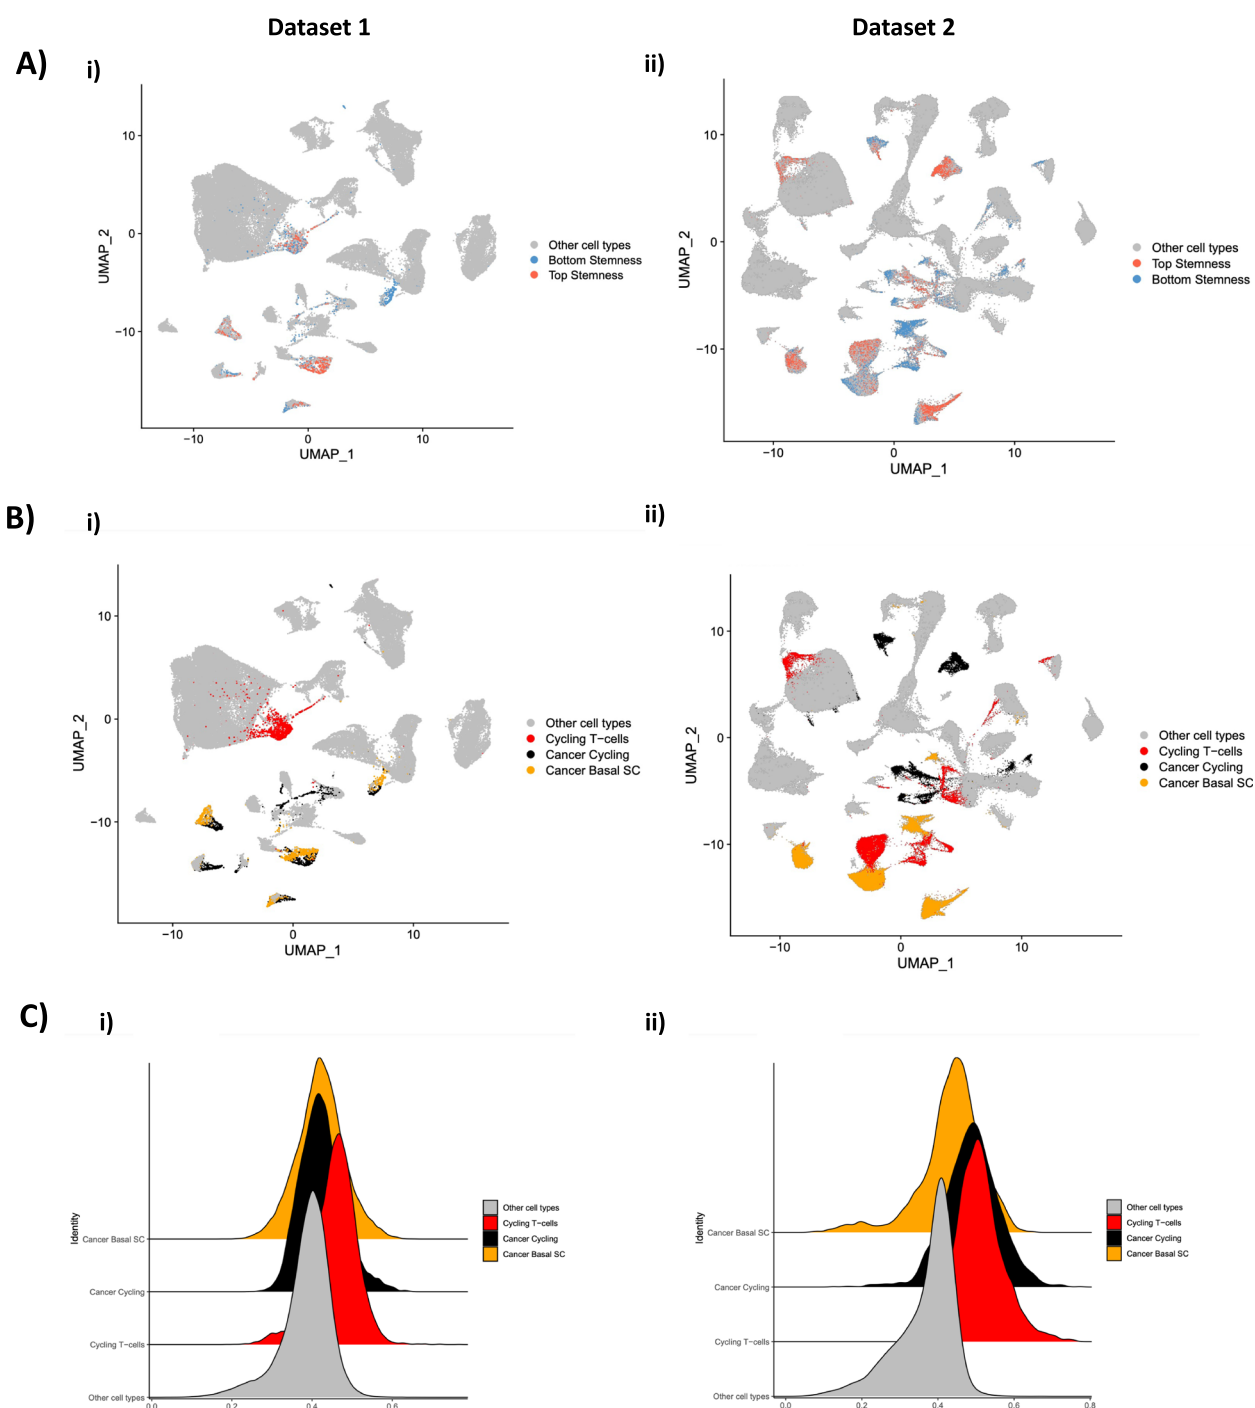 Dataset 1
Dataset 2
A)
i)
ii)
UMAP_2
10
0
−10
−10
0
10
UMAP_1
Other cell types
Bottom Stemness
Top Stemness
UMAP_2
10
0
−10
−10
0
10
UMAP_1
Other cell types
Top Stemness
Bottom Stemness
B)
i)
ii)
UMAP_2
10
0
−10
−10
0
10
UMAP_1
Other cell types
Cycling T−cells
Cancer Cycling
Cancer Basal SC
UMAP_2
10
0
−10
−10
0
10
UMAP_1
Other cell types
Cycling T−cells
Cancer Cycling
Cancer Basal SC
C)
i)
ii)
Identity
Cancer Basal SC
Cancer Cycling
Cycling T−cells
Other cell types
0.0
0.2
0.4
0.6
Other cell types
Cycling T−cells
Cancer Cycling
Cancer Basal SC
Identity
Cancer Basal SC
Cancer Cycling
Cycling T−cells
Other cell types
0.0
0.2
0.4
0.6
0.8
Other cell types
Cycling T−cells
Cancer Cycling
Cancer Basal SC